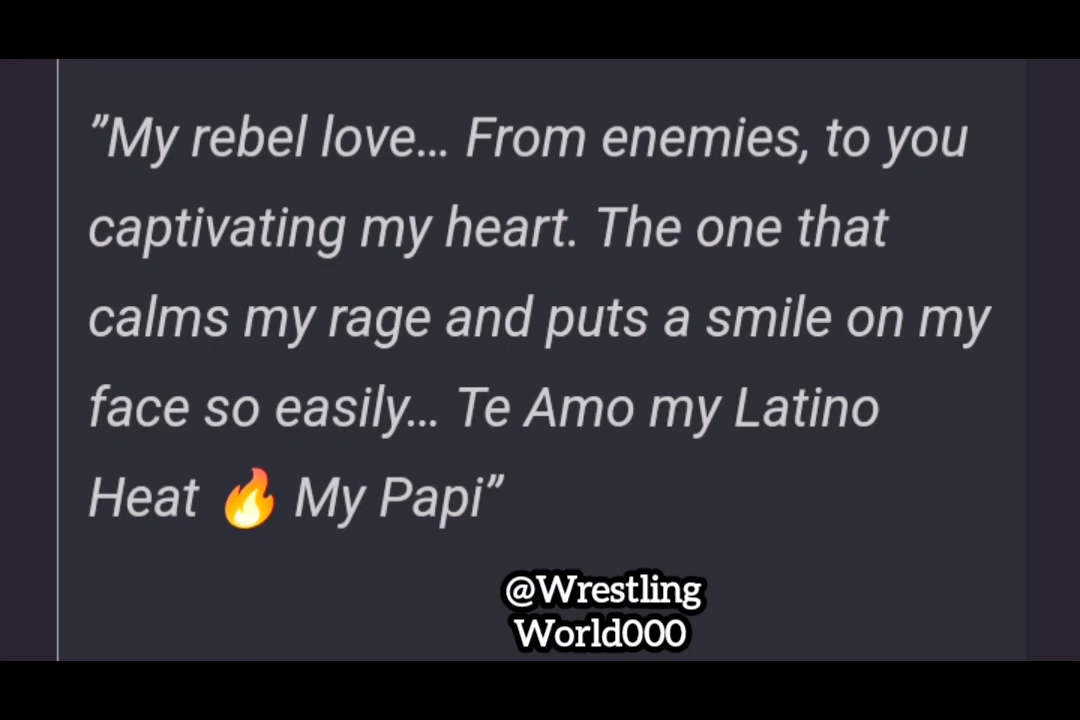 ”My rebel love... From enemies, to you
captivating my heart. The one that
calms my rage and puts a smile on my
face so easily... Te Amo my Latino
Heat 🔥 My Papi”
@Wrestling
World000